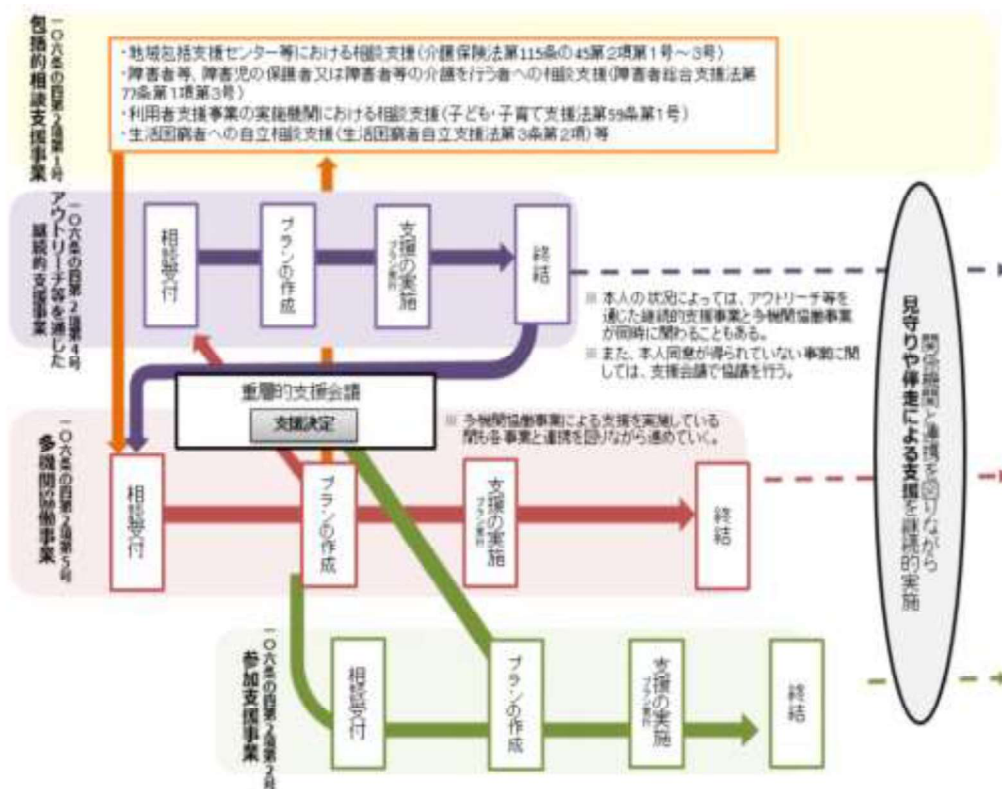 一〇六条の四第2項第1号
包括的相談支援事業
・地域包括支援センター等における相談支援(介護保険法第115条の45第2項第1号～3号)
・障害者等、障害児の保護者又は障害者等の介護を行う者への相談支援(障害者総合支援法第
77条第1項第3号)
・利用者支援事業の実施機関における相談支援(子ども・子育て支援法第59条第1号)
・生活困窮者への自立相談支援(生活困窮者自立支援法第3条第2項)等
一〇六条の四第2項第4号
アウトリーチ等を通じた
継続的支援事業
相談受付
プランの作成
支援の実施
プラン実行
終結
※ 本人の状況によっては、アウトリーチ等を
通じた継続的支援事業と多機関協働事業
が同時に関わることもある。
※ また、本人同意が得られていない事案に関
しては、支援会議で協議を行う。
重層的支援会議
支援決定
※ 多機関協働事業による支援を実施している
間も各事業と連携を図りながら進めていく。
一〇六条の四第2項第5号
多機関協働事業
相談受付
プランの作成
支援の実施
プラン実行
終結
一〇六条の四第2項第2号
参加支援事業
相談受付
プランの作成
支援の実施
プラン実行
終結
関係機関と連携を図りながら
見守りや伴走による支援を継続的実施